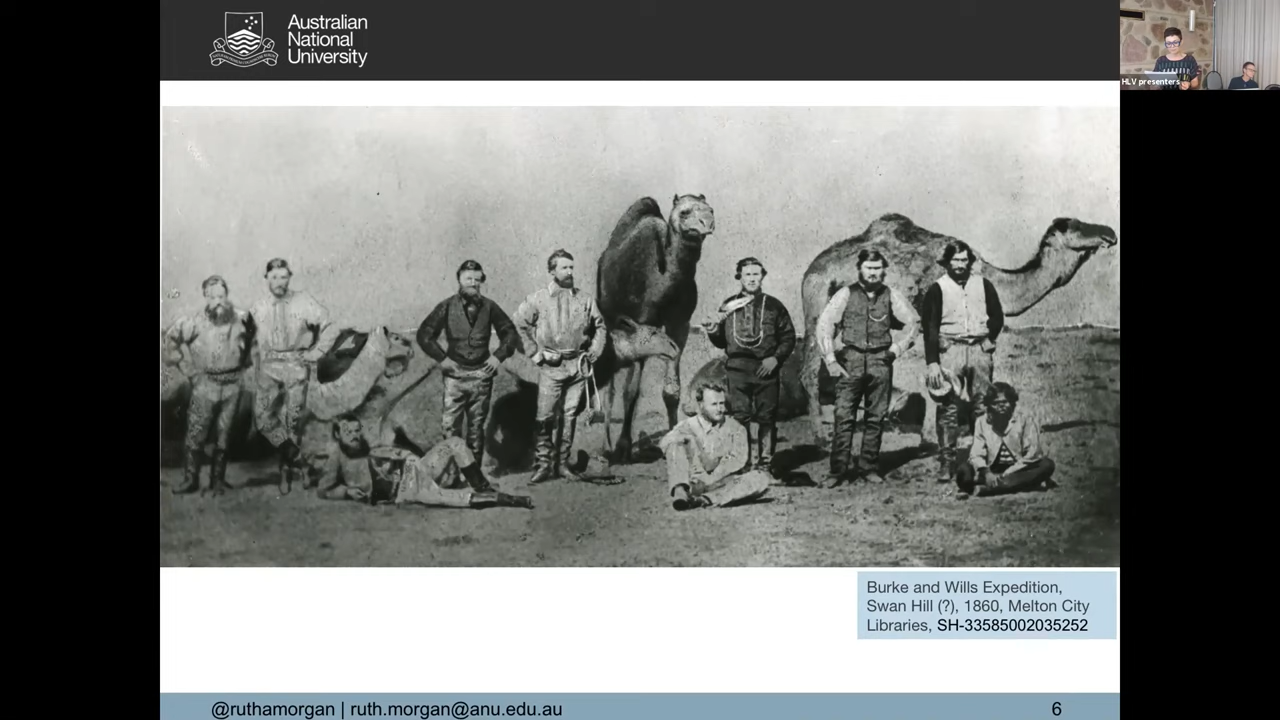 Australian
National
University
HLV presenters
Burke and Wills Expedition,
Swan Hill (?), 1860, Melton City
Libraries, SH-33585002035252
@ruthamorgan | ruth.morgan@anu.edu.au
6